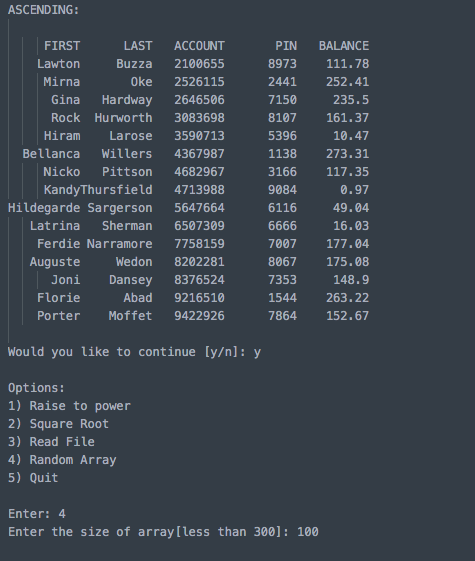 ASCENDING:
FIRST LAST ACCOUNT PIN BALANCE
Lawton Buzza 2100655 8973 111.78
Mirna Oke 2526115 2441 252.41
Gina Hardway 2646506 7150 235.5
Rock Hurworth 3083698 8107 161.37
Hiram Larose 3590713 5396 10.47
Bellanca Willers 4367987 1138 273.31
Nicko Pittson 4682967 3166 117.35
KandyThursfield 4713988 9084 0.97
Hildegarde Sargerson 5647664 6116 49.04
Latrina Sherman 6507309 6666 16.03
Ferdie Narramore 7758159 7007 177.04
Auguste Wedon 8202281 8067 175.08
Joni Dansey 8376524 7353 148.9
Florie Abad 9216510 1544 263.22
Porter Moffet 9422926 7864 152.67
Would you like to continue [y/n]: y
Options:
1) Raise to power
2) Square Root
3) Read File
4) Random Array
5) Quit
Enter: 4
Enter the size of array[less than 300]: 100